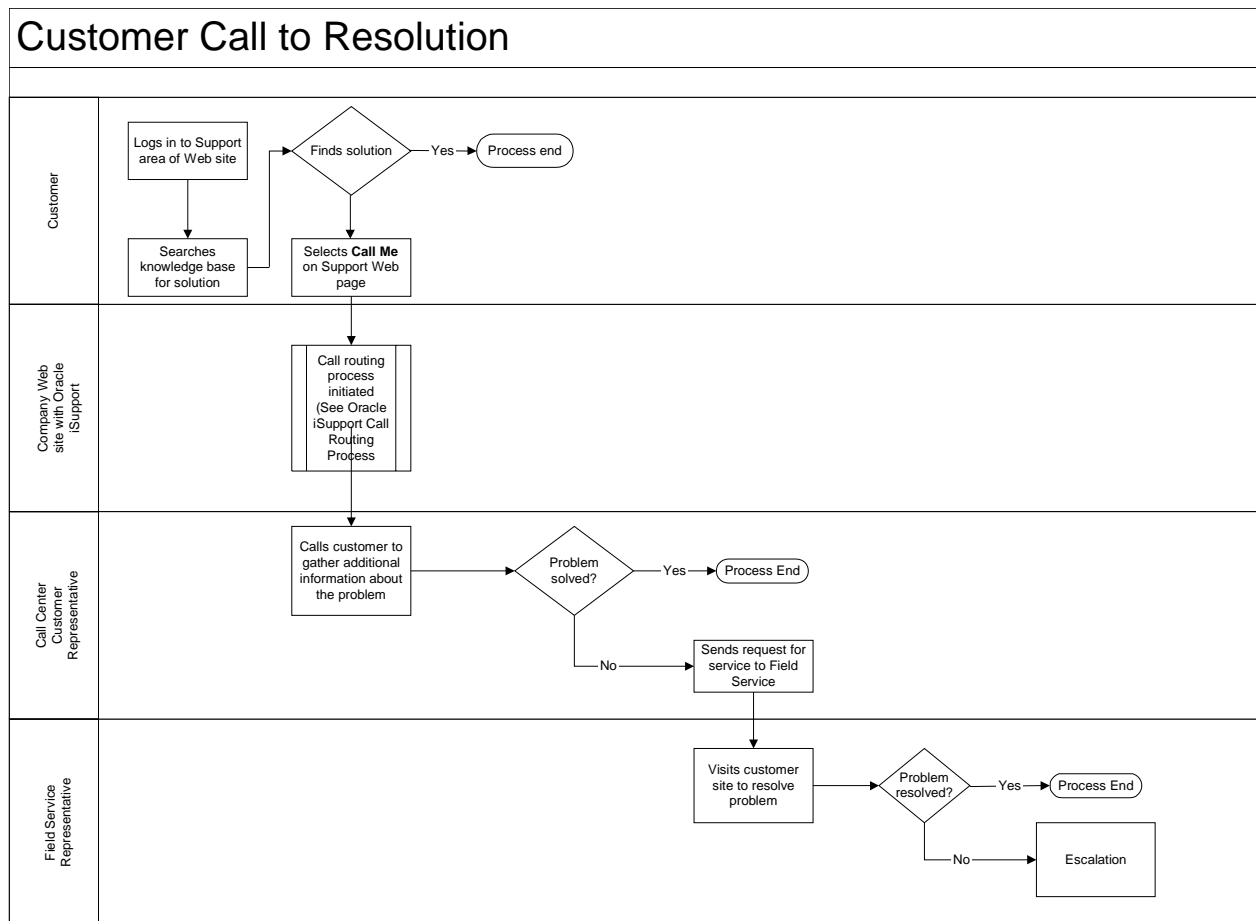 Customer Call to Resolution
Customer
Logs in to Support
area of Web site
Finds solution
Yes
Process end
Searches
knowledge base
for solution
Selects Call Me
on Support Web
page
Company Web
site with Oracle
iSupport
Call routing
process
initiated
(See Oracle
iSupport Call
Routing
Process
Call Center
Customer
Representative
Calls customer to
gather additional
information about
the problem
Problem
solved?
Yes
Process End
No
Sends request for
service to Field
Service
Field Service
Representative
Visits customer
site to resolve
problem
Problem
resolved?
Yes
Process End
No
Escalation